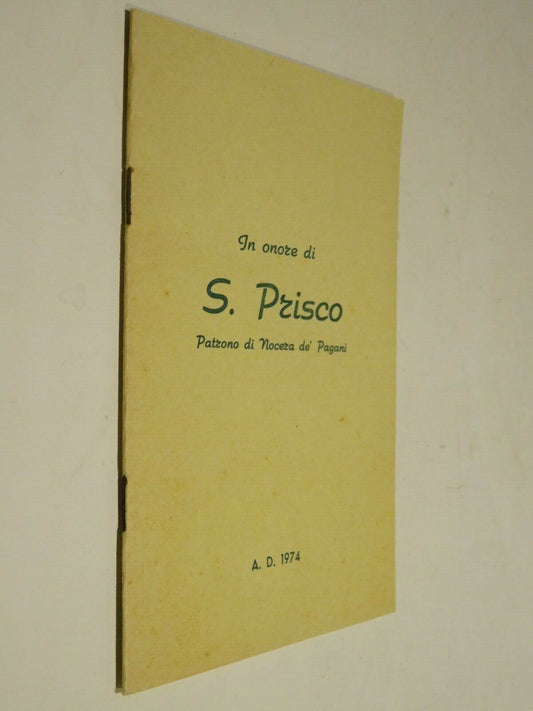 In onore di
S. Prisco
Patrono di Nocera de' Pagani
A. D. 1974